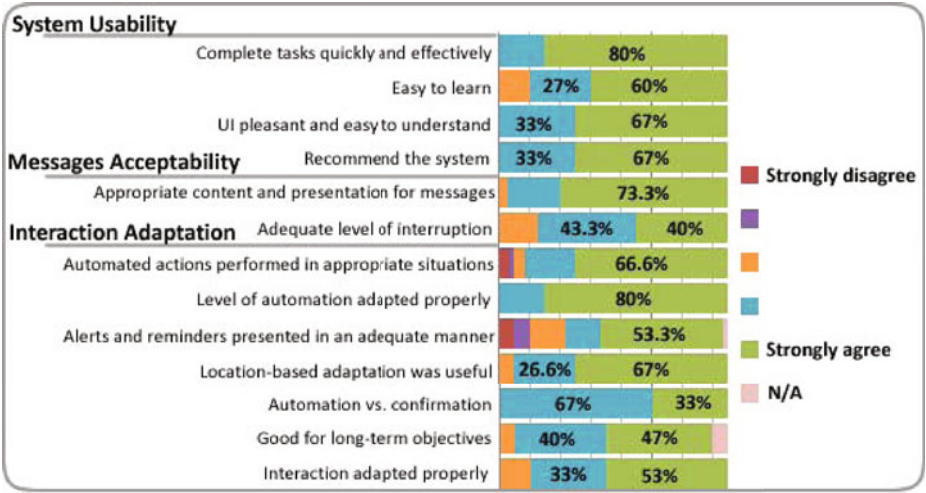 System Usability
Complete tasks quickly and effectively 80%
Easy to learn 27% 60%
UI pleasant and easy to understand 33% 67%
Recommend the system 33% 67%
Messages Acceptability
Strongly disagree
Appropriate content and presentation for messages 73.3%
Interaction Adaptation
Adequate level of interruption 43.3% 40%
Automated actions performed in appropriate situations 66.6%
Level of automation adapted properly 80%
Alerts and reminders presented in an adequate manner 53.3%
Strongly agree
Location-based adaptation was useful 26.6% 67%
N/A
Automation vs. confirmation 67% 33%
Good for long-term objectives 40% 47%
Interaction adapted properly 33% 53%